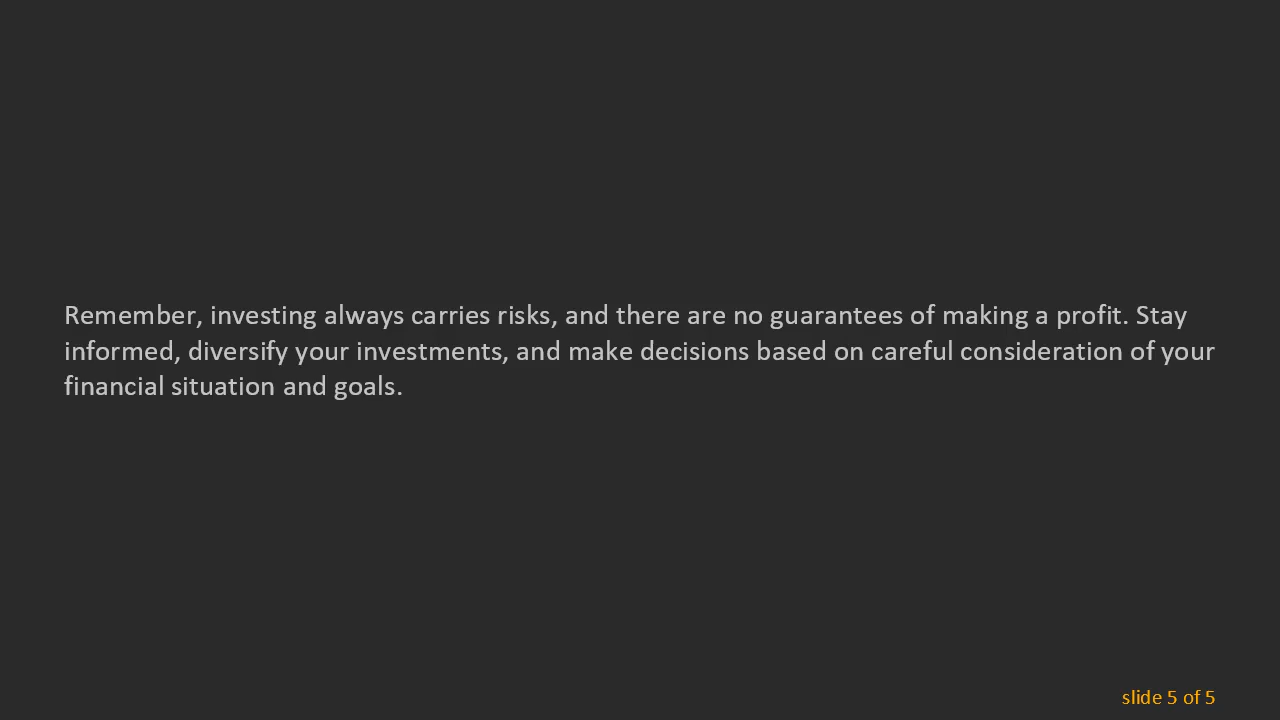 Remember, investing always carries risks, and there are no guarantees of making a profit. Stay
informed, diversify your investments, and make decisions based on careful consideration of your
financial situation and goals.
slide 5 of 5